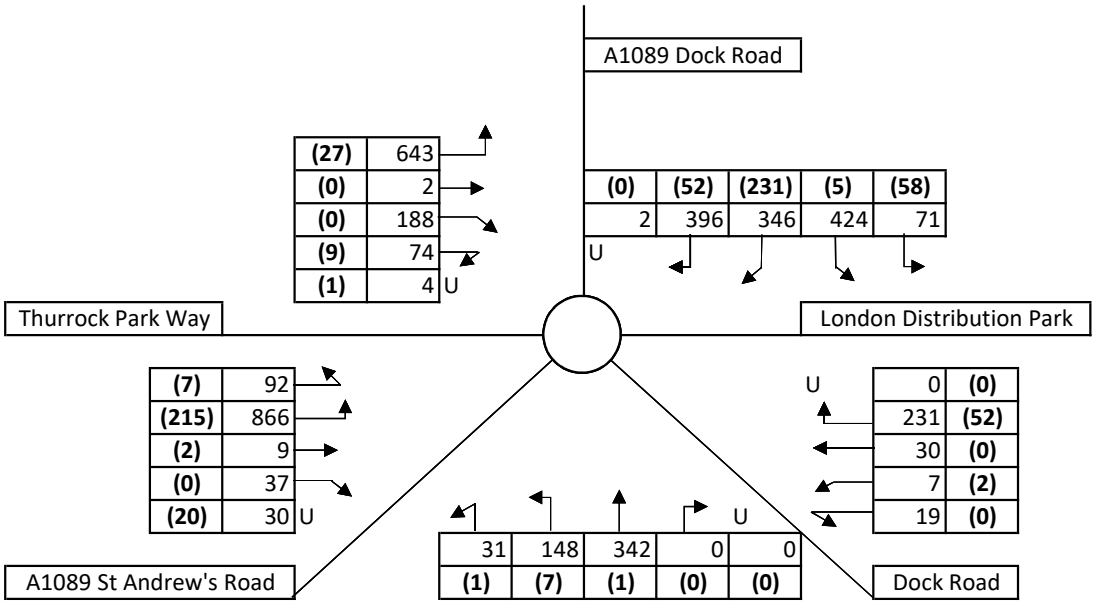 A1089 Dock Road
(27) 643
(0) 2
(0) 188
(9) 74
(1) 4 U
(0) (52) (231) (5) (58)
2 396 346 424 71
U
Thurrock Park Way
London Distribution Park
(7) 92
(215) 866
(2) 9
(0) 37
(20) 30 U
U 0 (0)
231 (52)
30 (0)
7 (2)
19 (0)
U
31 148 342 0 0
(1) (7) (1) (0) (0)
A1089 St Andrew's Road
Dock Road